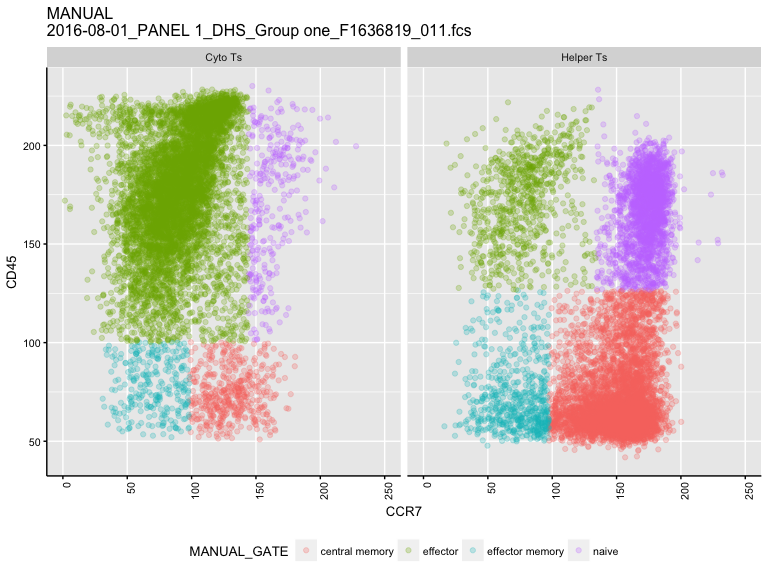 MANUAL
2016-08-01_PANEL 1_DHS_Group one_F1636819_011.fcs
Cyto Ts
Helper Ts
200
150
100
50
CD45
0 50 100 150 200 250
0 50 100 150 200 250
CCR7
MANUAL_GATE central memory effector effector memory naive